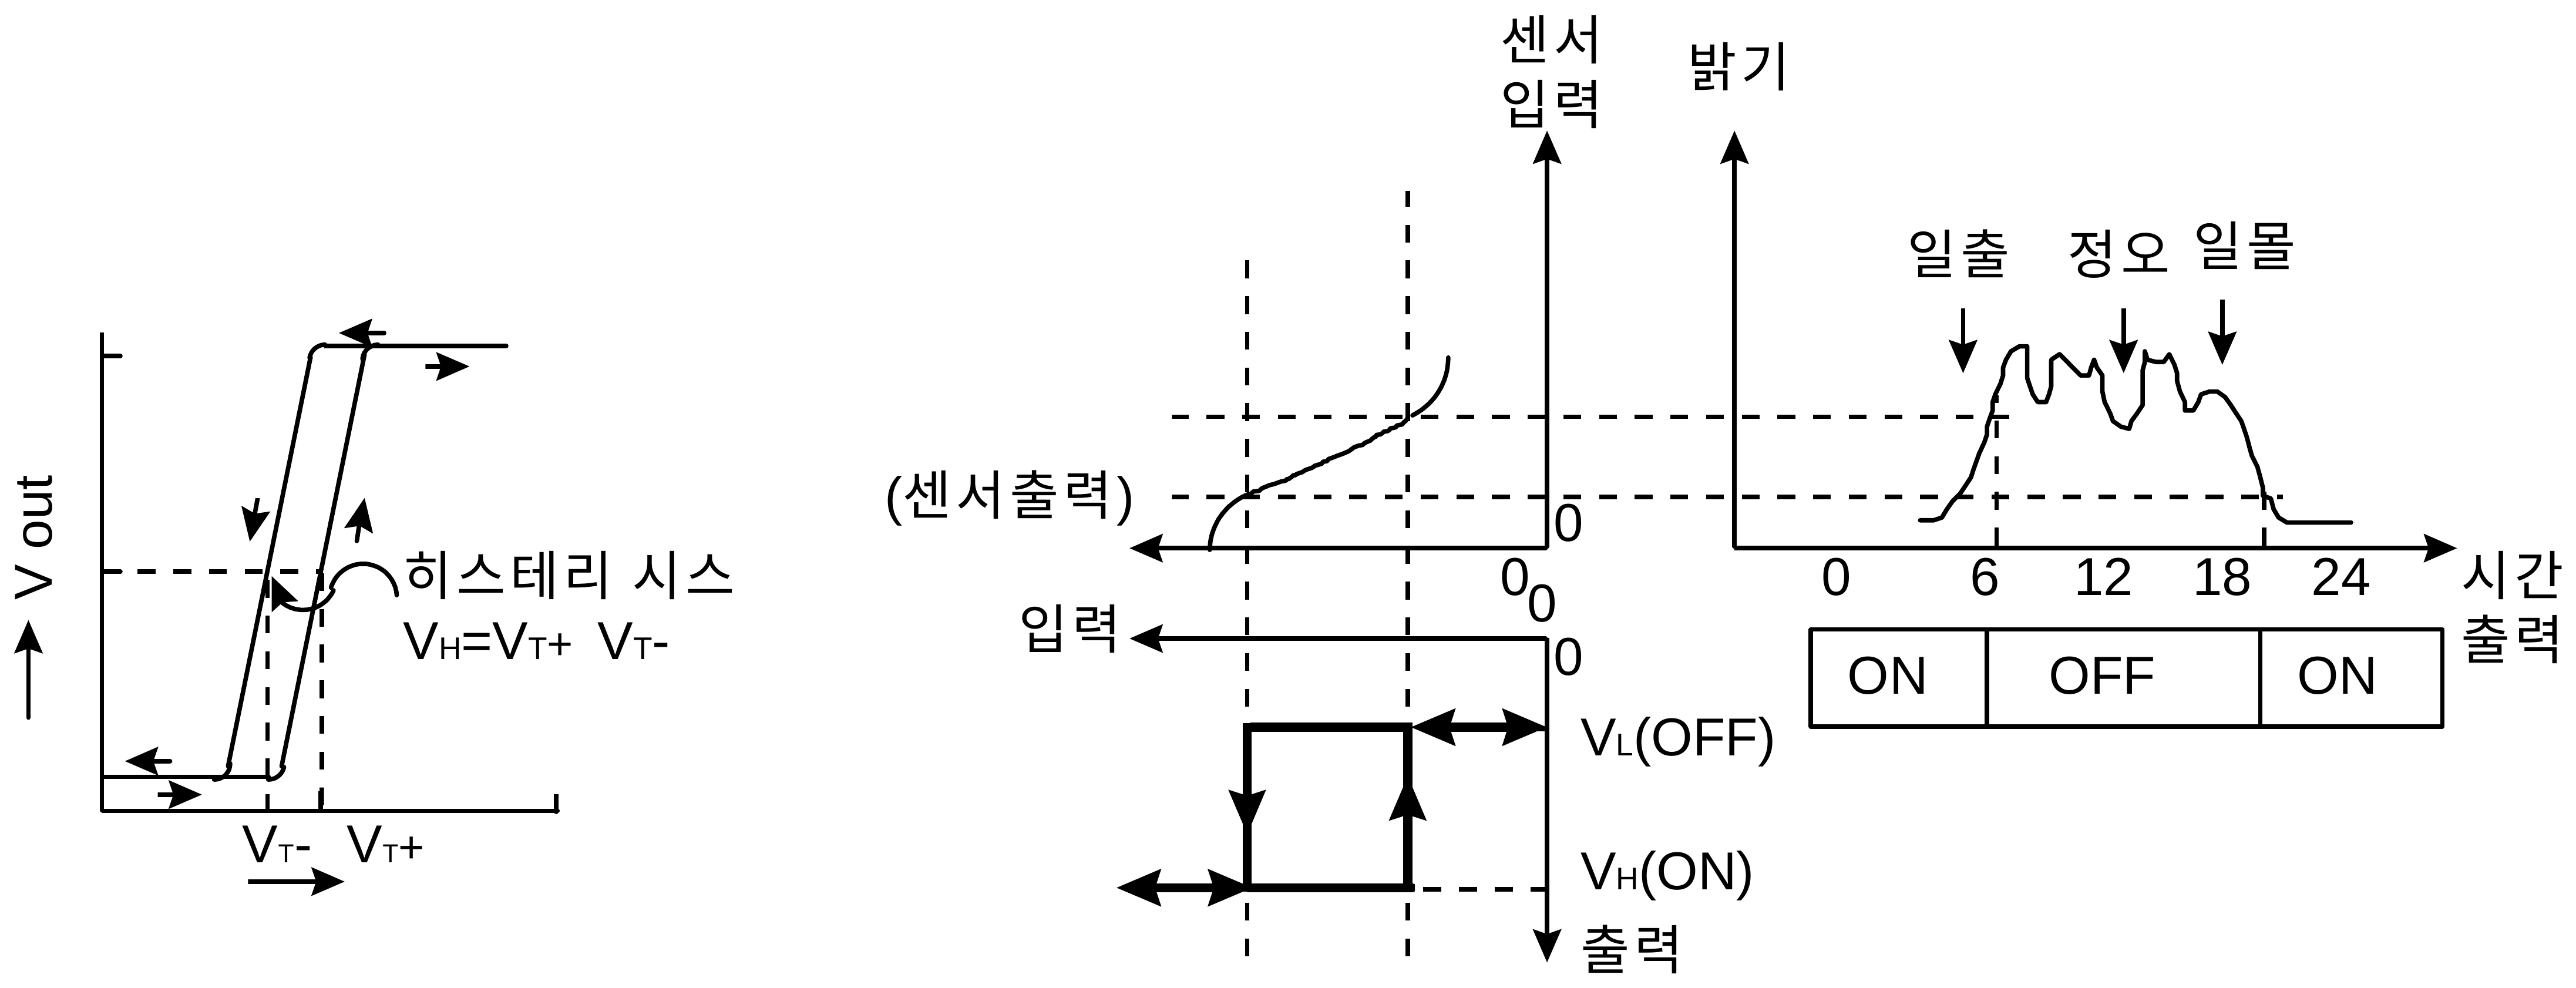 V out
히스테리 시스
VH=VT+ VT-
VT- VT+
센서
입력
(센서출력)
0
0
0
입력
0
VL(OFF)
VH(ON)
출력
밝기
일출 정오 일몰
0 6 12 18 24
시간
출력
ON OFF ON